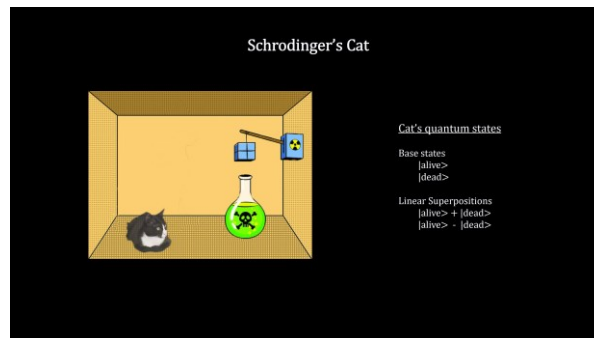 Schrodinger's Cat
Cat's quantum states
Base states
|alive>
|dead>
Linear Superpositions
|alive> + |dead>
|alive> - |dead>